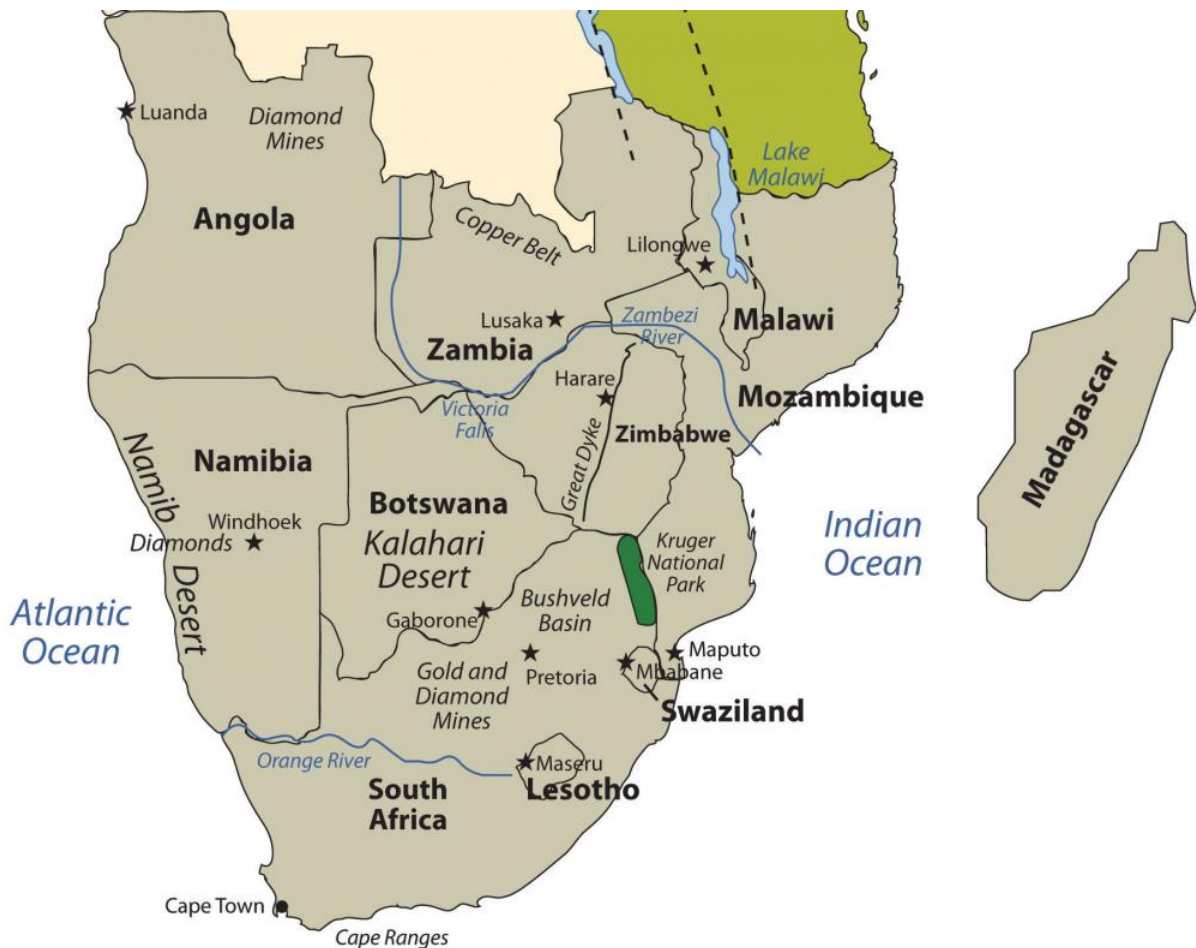 Luanda
Diamond
Mines
Lake
Malawi
Angola
Copper Belt
Lilongwe
Lusaka
Zambezi
River
Malawi
Zambia
Harare
Mozambique
Victoria
Falls
Great Dyke
Zimbabwe
Madagascar
Namib Desert
Namibia
Botswana
Windhoek
Diamonds
Kalahari
Desert
Kruger
National
Park
Indian
Ocean
Atlantic
Ocean
Gaborone
Bushveld
Basin
Gold and
Diamond
Mines
Pretoria
Maputo
Mbabane
Swaziland
Orange River
Maseru
Lesotho
South
Africa
Cape Town
Cape Ranges